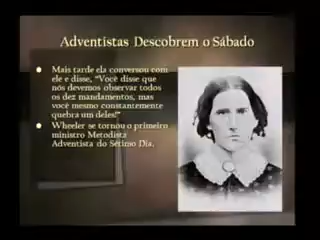 Adventistas Descobrem o Sábado
Mais tarde ela conversou com
ele e disse, "Você disse que
nós devemos observar todos
os dez mandamentos, mas
você mesmo constantemente
quebra um deles!"
Wheeler se tornou o primeiro
ministro Metodista
Adventista do Sétimo Dia.